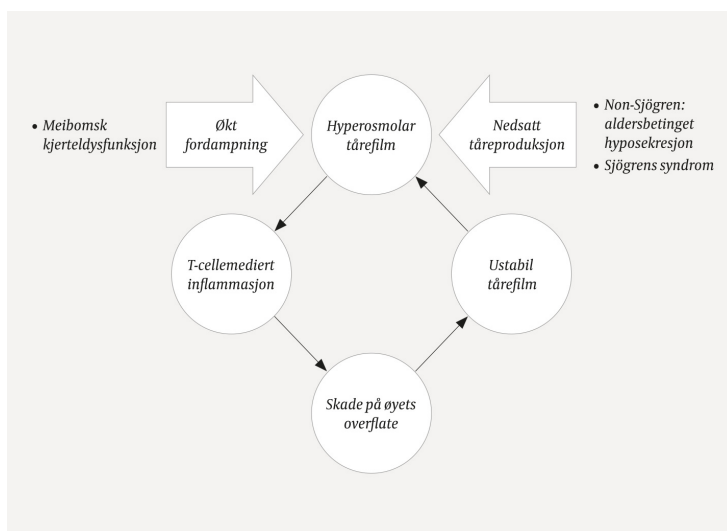 • Meibomsk
kjerteldysfunksjon
Økt
fordampning
Hyperosmolar
tårefilm
Nedsatt
tåreproduksjon
• Non-Sjögren:
aldersbetinget
hyposekresjon
• Sjögrens syndrom
T-cellemediert
inflammasjon
Ustabil
tårefilm
Skade på øyets
overflate